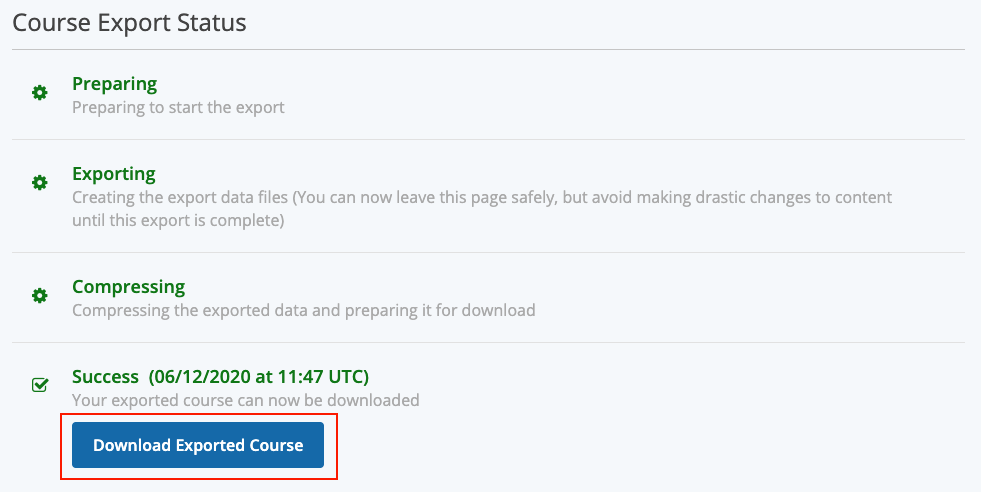 Course Export Status
Preparing
Preparing to start the export
Exporting
Creating the export data files (You can now leave this page safely, but avoid making drastic changes to content
until this export is complete)
Compressing
Compressing the exported data and preparing it for download
Success (06/12/2020 at 11:47 UTC)
Your exported course can now be downloaded
Download Exported Course